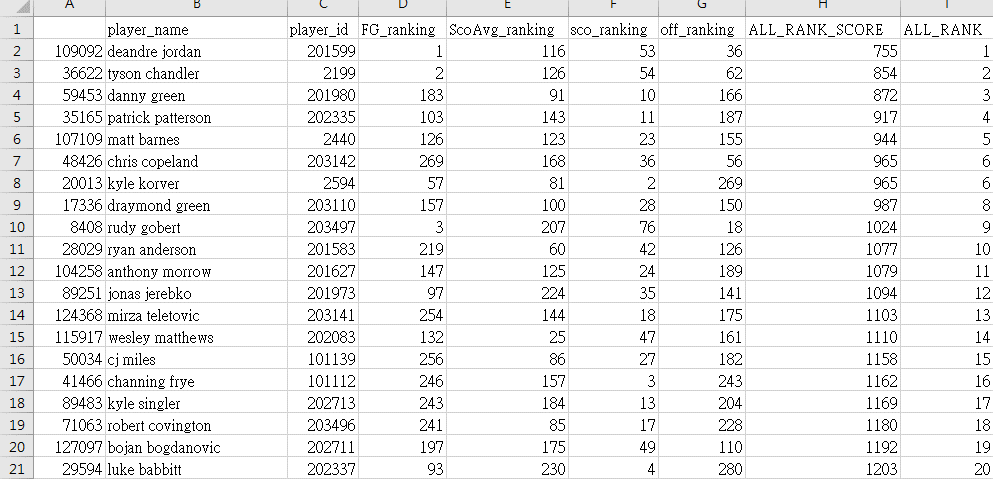 A B C D E F G H I
1 player_name player_id FG_ranking ScoAvg_ranking sco_ranking off_ranking ALL_RANK_SCORE ALL_RANK
2 109092 deandre jordan 201599 1 116 53 36 755 1
3 36622 tyson chandler 2199 2 126 54 62 854 2
4 59453 danny green 201980 183 91 10 166 872 3
5 35165 patrick patterson 202335 103 143 11 187 917 4
6 107109 matt barnes 2440 126 123 23 155 944 5
7 48426 chris copeland 203142 269 168 36 56 965 6
8 20013 kyle korver 2594 57 81 2 269 965 6
9 17336 draymond green 203110 157 100 28 150 987 8
10 8408 rudy gobert 203497 3 207 76 18 1024 9
11 28029 ryan anderson 201583 219 60 42 126 1077 10
12 104258 anthony morrow 201627 147 125 24 189 1079 11
13 89251 jonas jerebko 201973 97 224 35 141 1094 12
14 124368 mirza teletovic 203141 254 144 18 175 1103 13
15 115917 wesley matthews 202083 132 25 47 161 1110 14
16 50034 cj miles 101139 256 86 27 182 1158 15
17 41466 channing frye 101112 246 157 3 243 1162 16
18 89483 kyle singler 202713 243 184 13 204 1169 17
19 71063 robert covington 203496 241 85 17 228 1180 18
20 127097 bojan bogdanovic 202711 197 175 49 110 1192 19
21 29594 luke babbitt 202337 93 230 4 280 1203 20